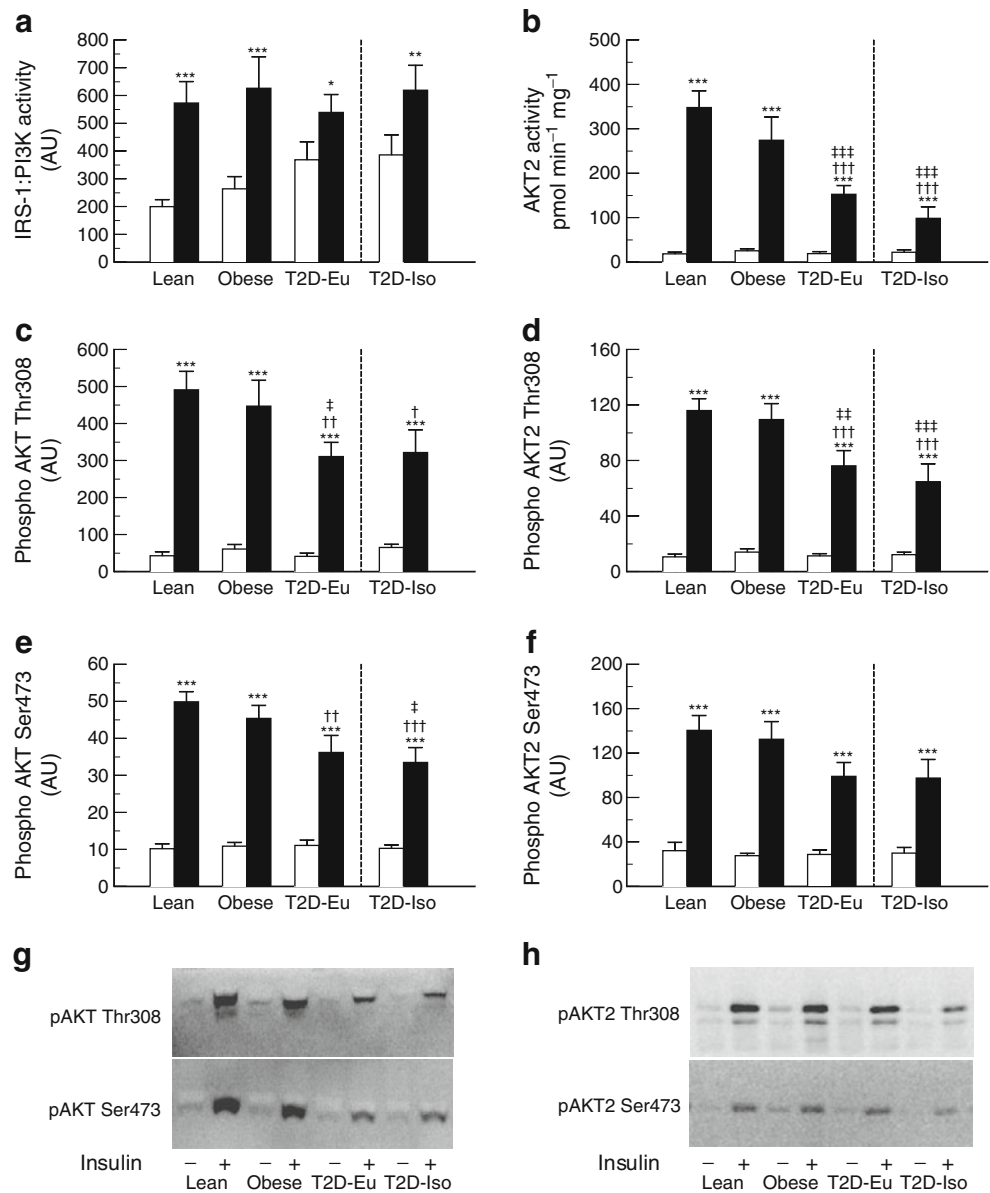 a
IRS-1:PI3K activity
(AU)
800
700
600
500
400
300
200
100
0
***
***
*
**
Lean Obese T2D-Eu T2D-Iso
b
AKT2 activity
pmol min⁻¹ mg⁻¹
500
400
300
200
100
0
***
***
‡‡‡
†††
***
‡‡‡
†††
***
Lean Obese T2D-Eu T2D-Iso
c
Phospho AKT Thr308
(AU)
600
500
400
300
200
100
0
***
***
‡
††
***
†
***
Lean Obese T2D-Eu T2D-Iso
d
Phospho AKT2 Thr308
(AU)
160
120
80
40
0
***
***
‡‡
†††
***
‡‡‡
†††
***
Lean Obese T2D-Eu T2D-Iso
e
Phospho AKT Ser473
(AU)
60
50
40
30
20
10
0
***
***
††
***
‡
†††
***
Lean Obese T2D-Eu T2D-Iso
f
Phospho AKT2 Ser473
(AU)
200
160
120
80
40
0
***
***
***
***
Lean Obese T2D-Eu T2D-Iso
g
pAKT Thr308
pAKT Ser473
Insulin – + – + – + – +
Lean Obese T2D-Eu T2D-Iso
h
pAKT2 Thr308
pAKT2 Ser473
Insulin – + – + – + – +
Lean Obese T2D-Eu T2D-Iso